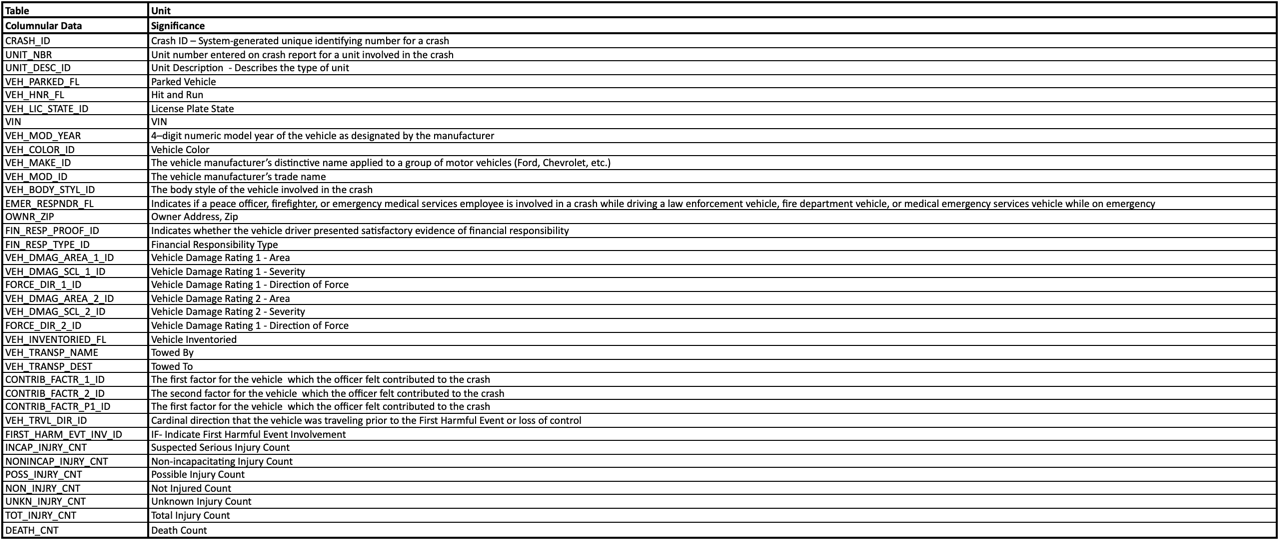 Table Unit
Columnular Data Significance
CRASH_ID Crash ID – System-generated unique identifying number for a crash
UNIT_NBR Unit number entered on crash report for a unit involved in the crash
UNIT_DESC_ID Unit Description - Describes the type of unit
VEH_PARKED_FL Parked Vehicle
VEH_HNR_FL Hit and Run
VEH_LIC_STATE_ID License Plate State
VIN VIN
VEH_MOD_YEAR 4–digit numeric model year of the vehicle as designated by the manufacturer
VEH_COLOR_ID Vehicle Color
VEH_MAKE_ID The vehicle manufacturer’s distinctive name applied to a group of motor vehicles (Ford, Chevrolet, etc.)
VEH_MOD_ID The vehicle manufacturer’s trade name
VEH_BODY_STYL_ID The body style of the vehicle involved in the crash
EMER_RESPNDR_FL Indicates if a peace officer, firefighter, or emergency medical services employee is involved in a crash while driving a law enforcement vehicle, fire department vehicle, or medical emergency services vehicle while on emergency
OWNR_ZIP Owner Address, Zip
FIN_RESP_PROOF_ID Indicates whether the vehicle driver presented satisfactory evidence of financial responsibility
FIN_RESP_TYPE_ID Financial Responsibility Type
VEH_DMAG_AREA_1_ID Vehicle Damage Rating 1 - Area
VEH_DMAG_SCL_1_ID Vehicle Damage Rating 1 - Severity
FORCE_DIR_1_ID Vehicle Damage Rating 1 - Direction of Force
VEH_DMAG_AREA_2_ID Vehicle Damage Rating 2 - Area
VEH_DMAG_SCL_2_ID Vehicle Damage Rating 2 - Severity
FORCE_DIR_2_ID Vehicle Damage Rating 1 - Direction of Force
VEH_INVENTORIED_FL Vehicle Inventoried
VEH_TRANSP_NAME Towed By
VEH_TRANSP_DEST Towed To
CONTRIB_FACTR_1_ID The first factor for the vehicle which the officer felt contributed to the crash
CONTRIB_FACTR_2_ID The second factor for the vehicle which the officer felt contributed to the crash
CONTRIB_FACTR_P1_ID The first factor for the vehicle which the officer felt contributed to the crash
VEH_TRVL_DIR_ID Cardinal direction that the vehicle was traveling prior to the First Harmful Event or loss of control
FIRST_HARM_EVT_INV_ID IF- Indicate First Harmful Event Involvement
INCAP_INJRY_CNT Suspected Serious Injury Count
NONINCAP_INJRY_CNT Non-incapacitating Injury Count
POSS_INJRY_CNT Possible Injury Count
NON_INJRY_CNT Not Injured Count
UNKN_INJRY_CNT Unknown Injury Count
TOT_INJRY_CNT Total Injury Count
DEATH_CNT Death Count